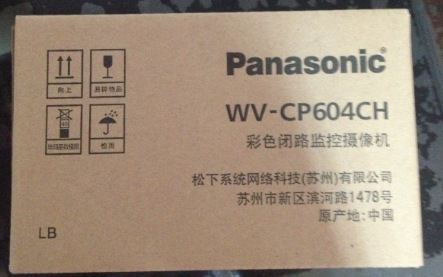 Panasonic
WV-CP604CH
彩色闭路监控摄像机
向上
易碎物品
怕雨
松下系统网络科技(苏州)有限公司
苏州市新区滨河路1478号
原产地:中国
LB